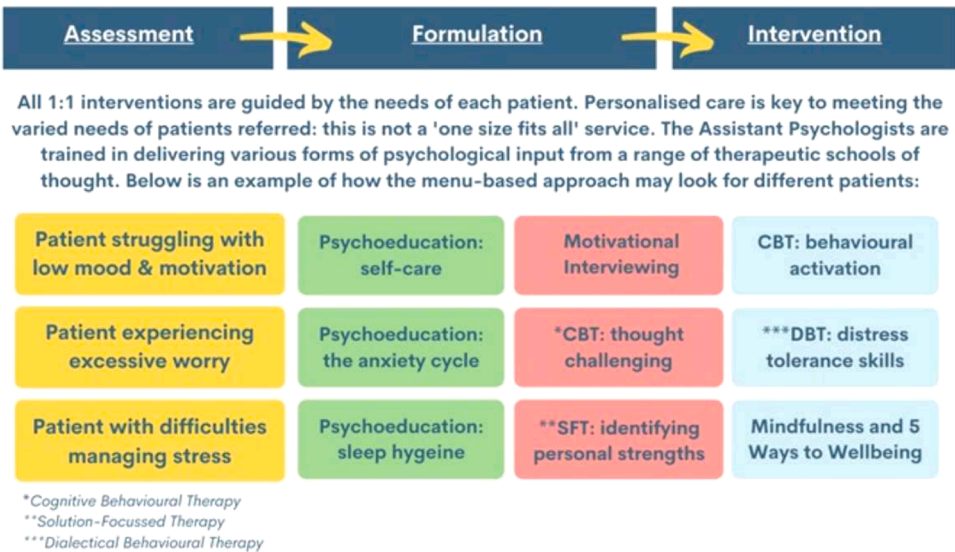 Assessment
Formulation
Intervention
All 1:1 interventions are guided by the needs of each patient. Personalised care is key to meeting the
varied needs of patients referred: this is not a 'one size fits all' service. The Assistant Psychologists are
trained in delivering various forms of psychological input from a range of therapeutic schools of
thought. Below is an example of how the menu-based approach may look for different patients:
Patient struggling with
low mood & motivation
Psychoeducation:
self-care
Motivational
Interviewing
CBT: behavioural
activation
Patient experiencing
excessive worry
Psychoeducation:
the anxiety cycle
*CBT: thought
challenging
***DBT: distress
tolerance skills
Patient with difficulties
managing stress
Psychoeducation:
sleep hygeine
**SFT: identifying
personal strengths
Mindfulness and 5
Ways to Wellbeing
*Cognitive Behavioural Therapy
**Solution-Focussed Therapy
***Dialectical Behavioural Therapy